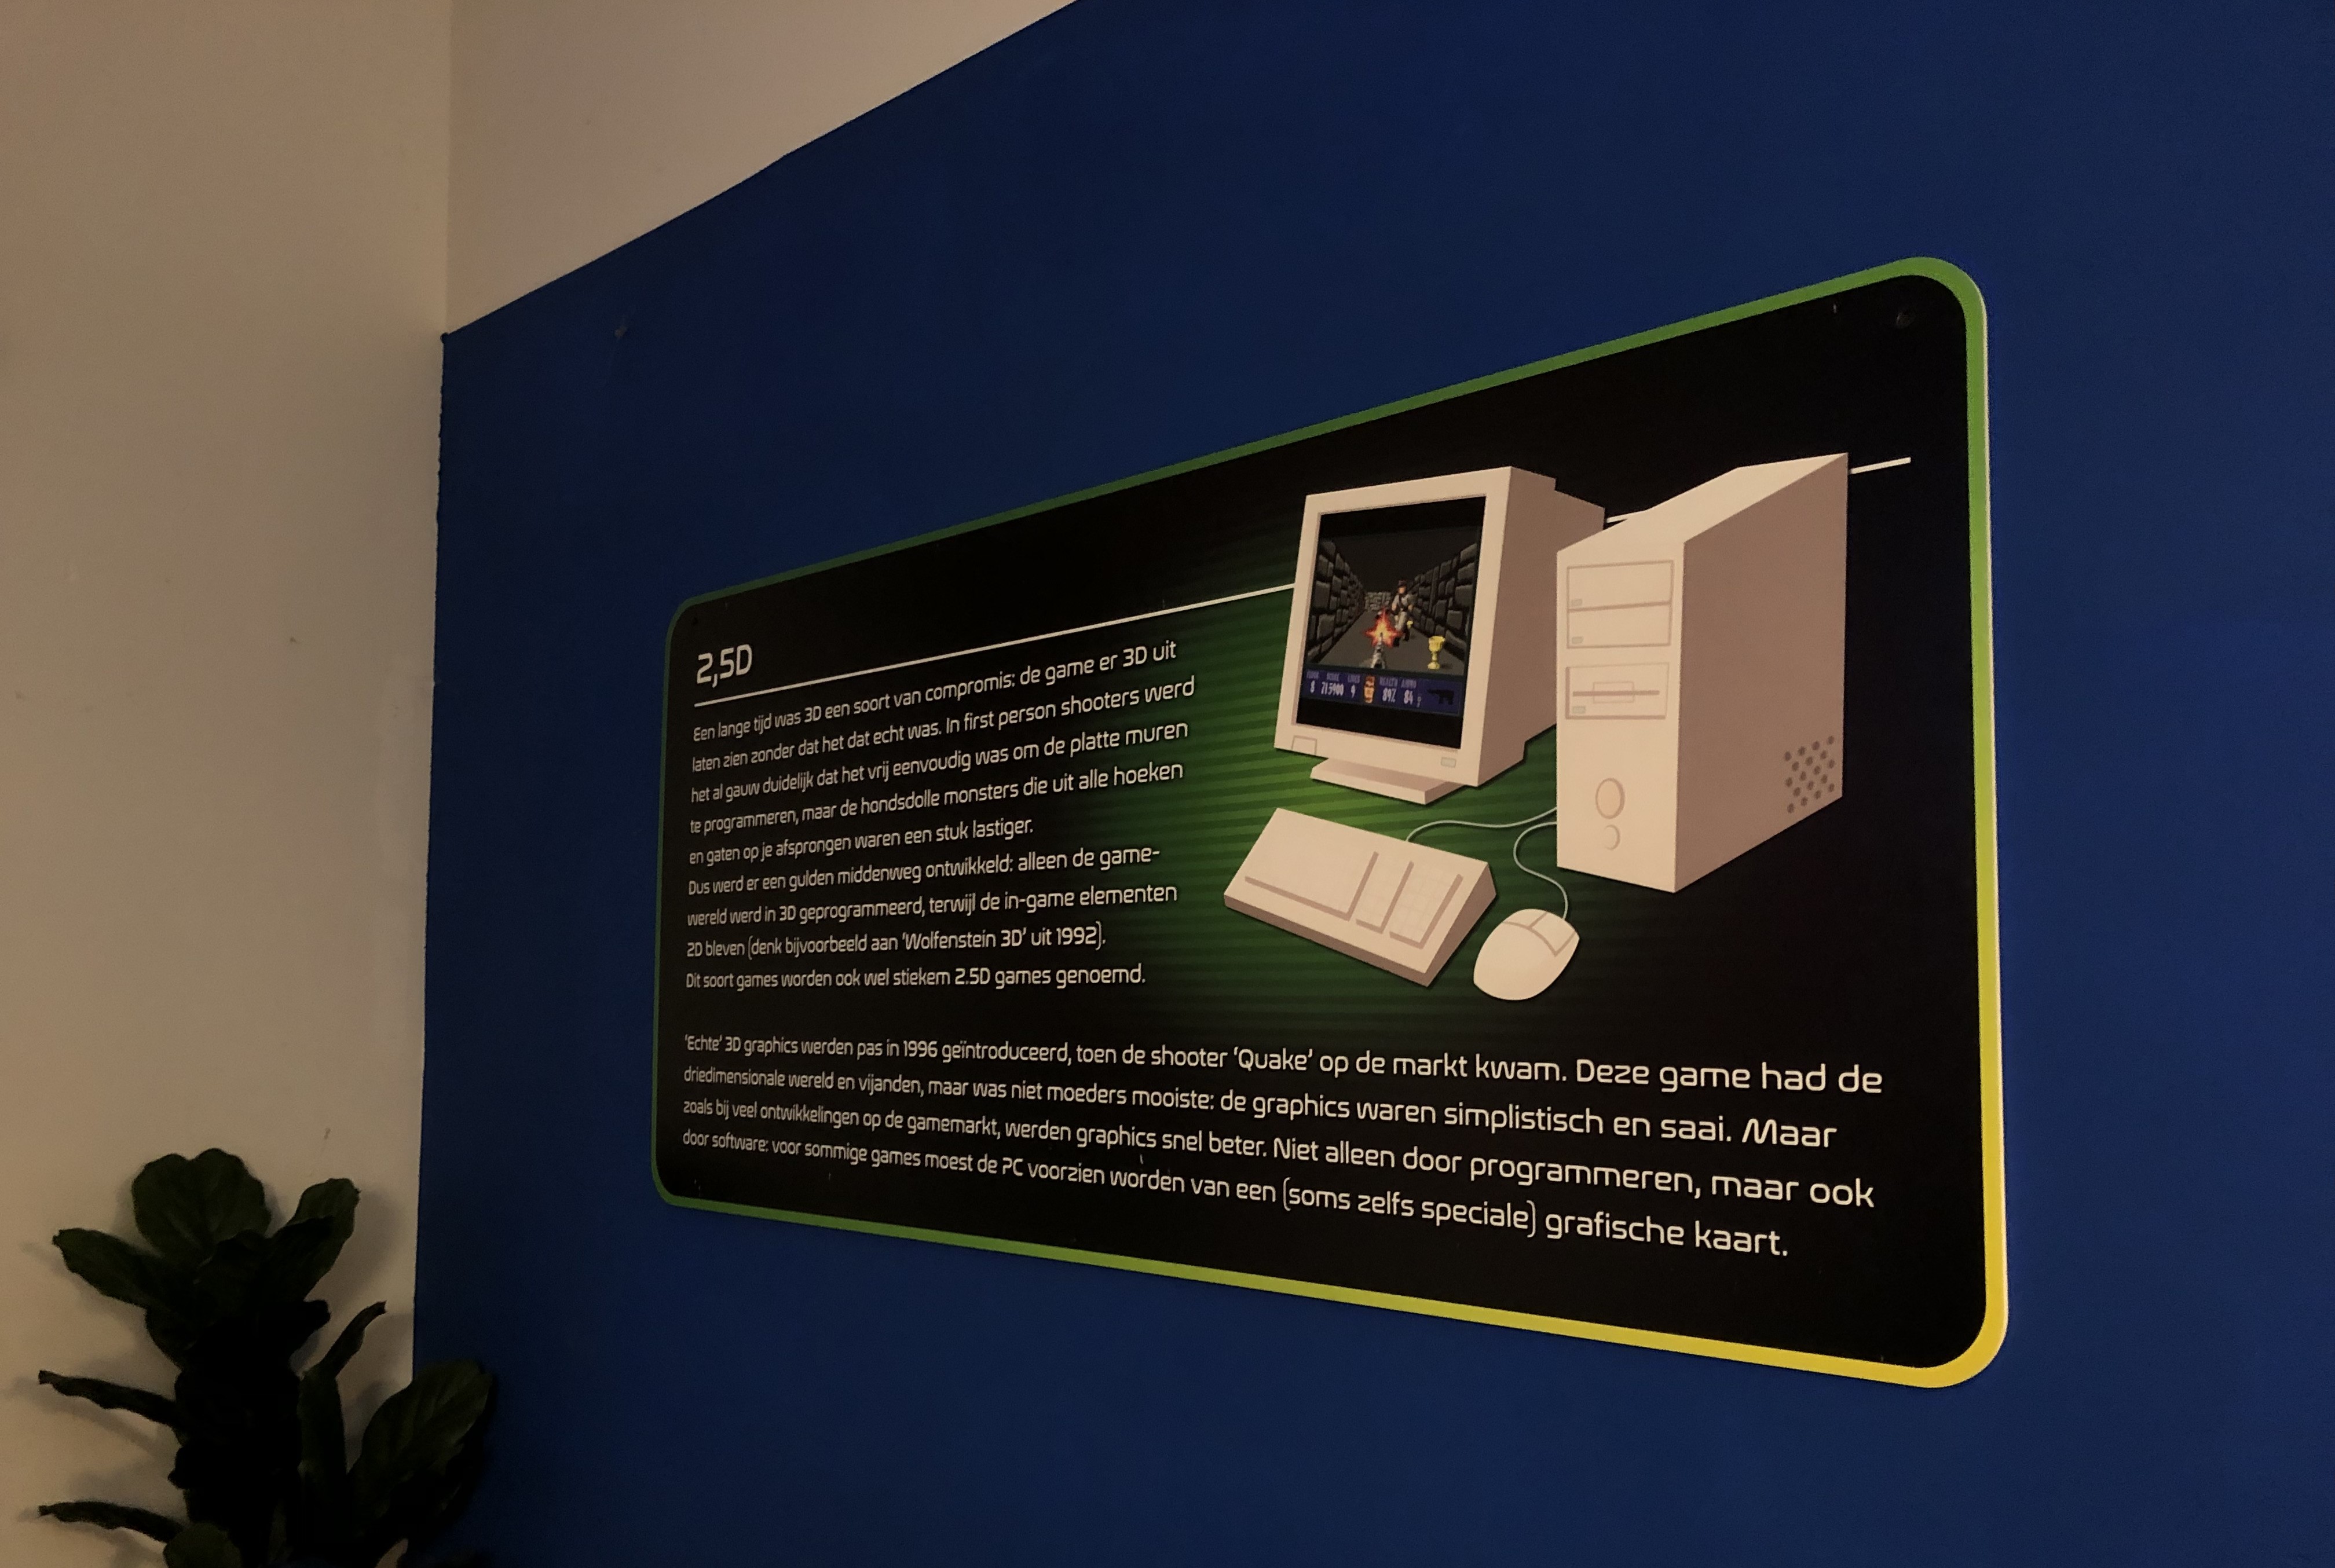 2,5D
Een lange tijd was 3D een soort van compromis: de game er 3D uit
laten zien zonder dat het dat echt was. In first person shooters werd
het al gauw duidelijk dat het vrij eenvoudig was om de platte muren
te programmeren, maar de hondsdolle monsters die uit alle hoeken
en gaten op je afsprongen waren een stuk lastiger.
Dus werd er een gulden middenweg ontwikkeld: alleen de game-
wereld werd in 3D geprogrammeerd, terwijl de in-game elementen
2D bleven (denk bijvoorbeeld aan 'Wolfenstein 3D' uit 1992).
Dit soort games worden ook wel stiekem 2.5D games genoemd.
'Echte' 3D graphics werden pas in 1996 geïntroduceerd, toen de shooter 'Quake' op de markt kwam. Deze game had de
driedimensionale wereld en vijanden, maar was niet moeders mooiste: de graphics waren simplistisch en saai. Maar
zoals bij veel ontwikkelingen op de gamemarkt, werden graphics snel beter. Niet alleen door programmeren, maar ook
door software: voor sommige games moest de PC voorzien worden van een (soms zelfs speciale) grafische kaart.